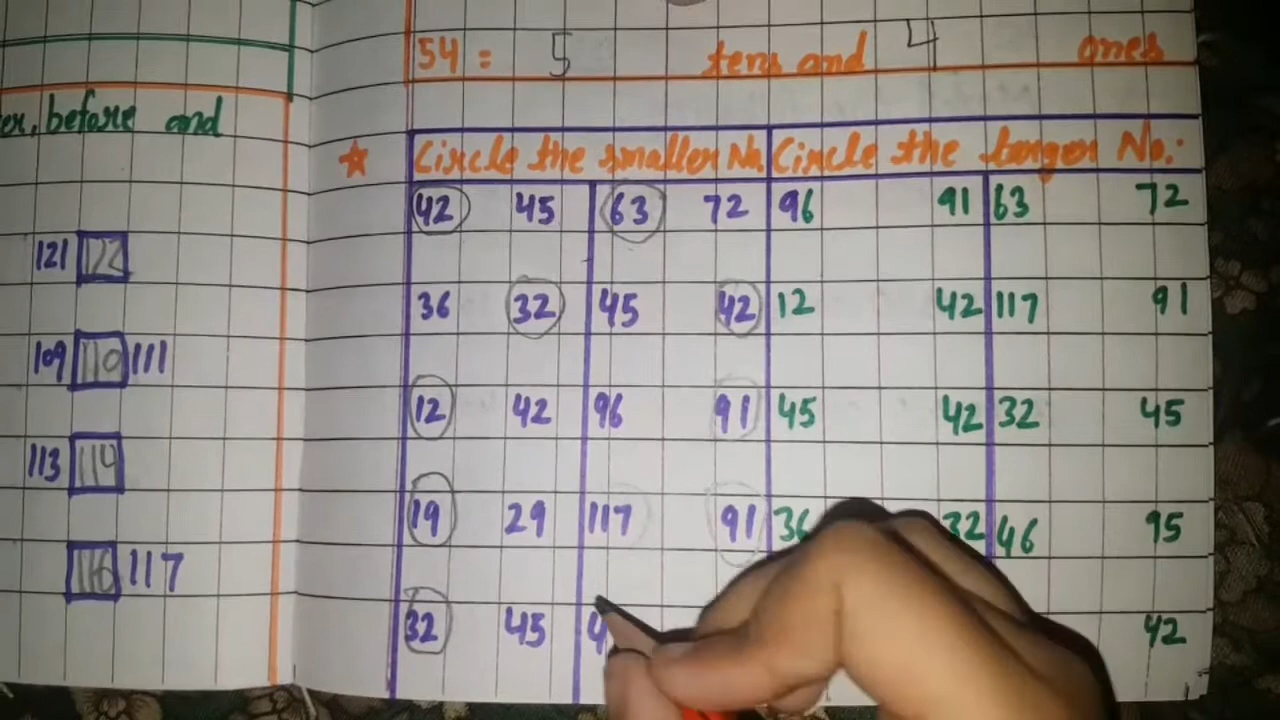 54 = 5 tens and 4 ones
before and
Circle the smaller No. Circle the larger No.:
42 45 63 72 96 91 63 72
121 122
36 32 45 42 12 42 117 91
109 110 111
12 42 96 91 45 42 32 45
113 114
19 29 117 91 36 32 46 95
116 117
32 45 42